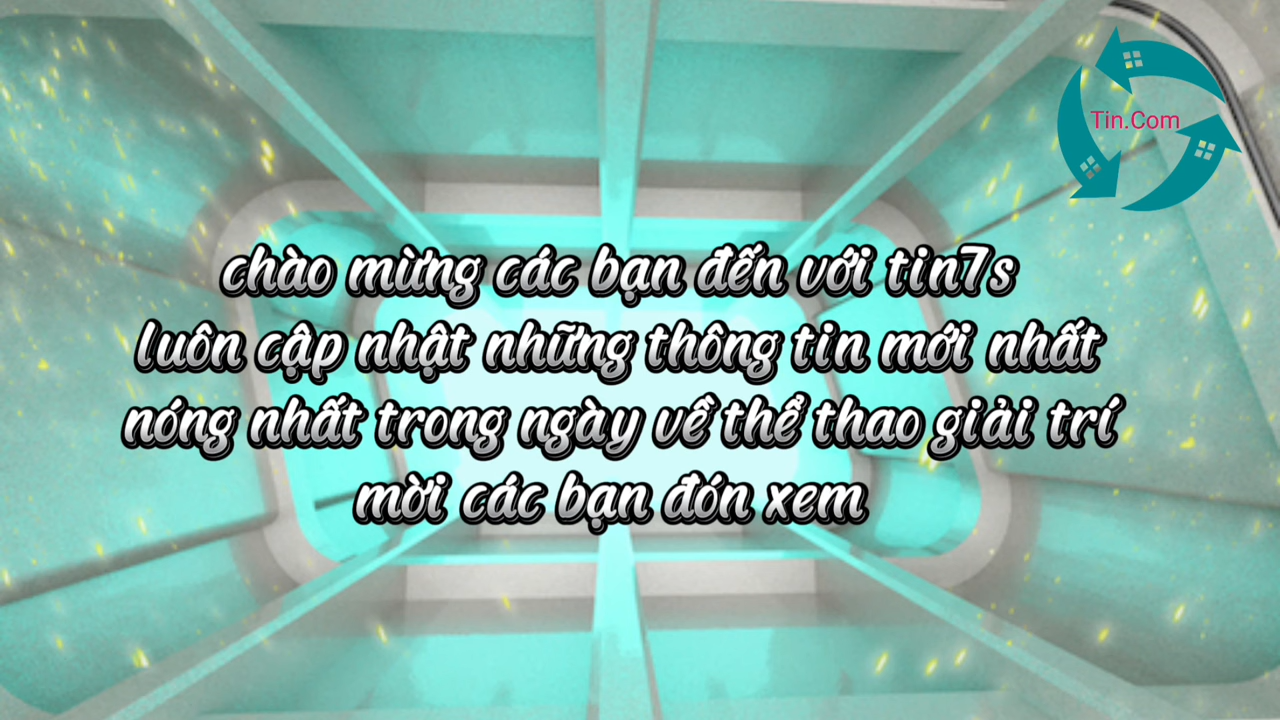 Tin.Com
chào mừng các bạn đến với tin7s
luôn cập nhật những thông tin mới nhất
nóng nhất trong ngày về thể thao giải trí
mời các bạn đón xem